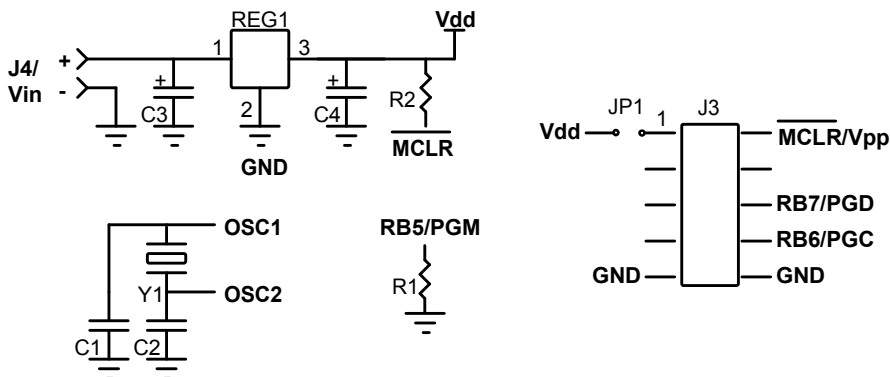 REG1
Vdd
1
3
+
J4/
Vin
-
+
C3
2
+
C4
R2
GND
MCLR
JP1
J3
Vdd
1
MCLR/Vpp
RB7/PGD
RB6/PGC
GND
GND
OSC1
Y1
OSC2
C1
C2
RB5/PGM
R1